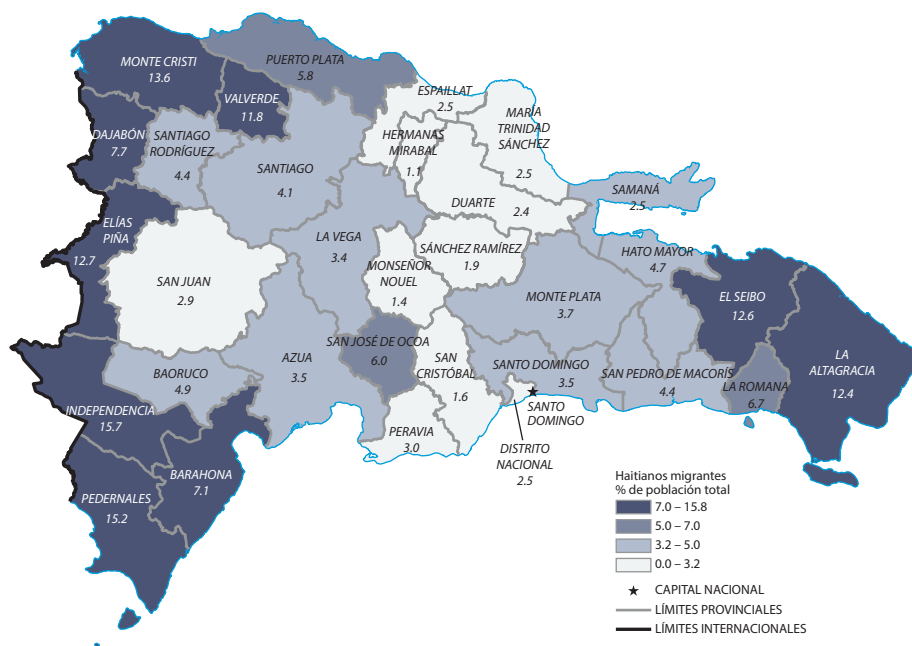 MONTE CRISTI
13.6
PUERTO PLATA
5.8
VALVERDE
11.8
ESPAILLAT
2.5
MARÍA
TRINIDAD
SÁNCHEZ
2.5
DAJABÓN
7.7
SANTIAGO
RODRÍGUEZ
4.4
HERMANAS
MIRABAL
1.1
SANTIAGO
4.1
SAMANÁ
2.5
DUARTE
2.4
ELÍAS
PIÑA
12.7
LA VEGA
3.4
SÁNCHEZ RAMÍREZ
1.9
HATO MAYOR
4.7
MONSEÑOR
NOUEL
1.4
SAN JUAN
2.9
MONTE PLATA
3.7
EL SEIBO
12.6
SAN JOSÉ DE OCOA
6.0
AZUA
3.5
LA
ALTAGRACIA
12.4
BAORUCO
4.9
SAN
CRISTÓBAL
1.6
SANTO DOMINGO
3.5
SAN PEDRO DE MACORÍS
4.4
LA ROMANA
6.7
INDEPENDENCIA
15.7
SANTO
DOMINGO
PERAVIA
3.0
DISTRITO
NACIONAL
2.5
BARAHONA
7.1
PEDERNALES
15.2
Haitianos migrantes
% de población total
7.0 – 15.8
5.0 – 7.0
3.2 – 5.0
0.0 – 3.2
CAPITAL NACIONAL
LÍMITES PROVINCIALES
LÍMITES INTERNACIONALES